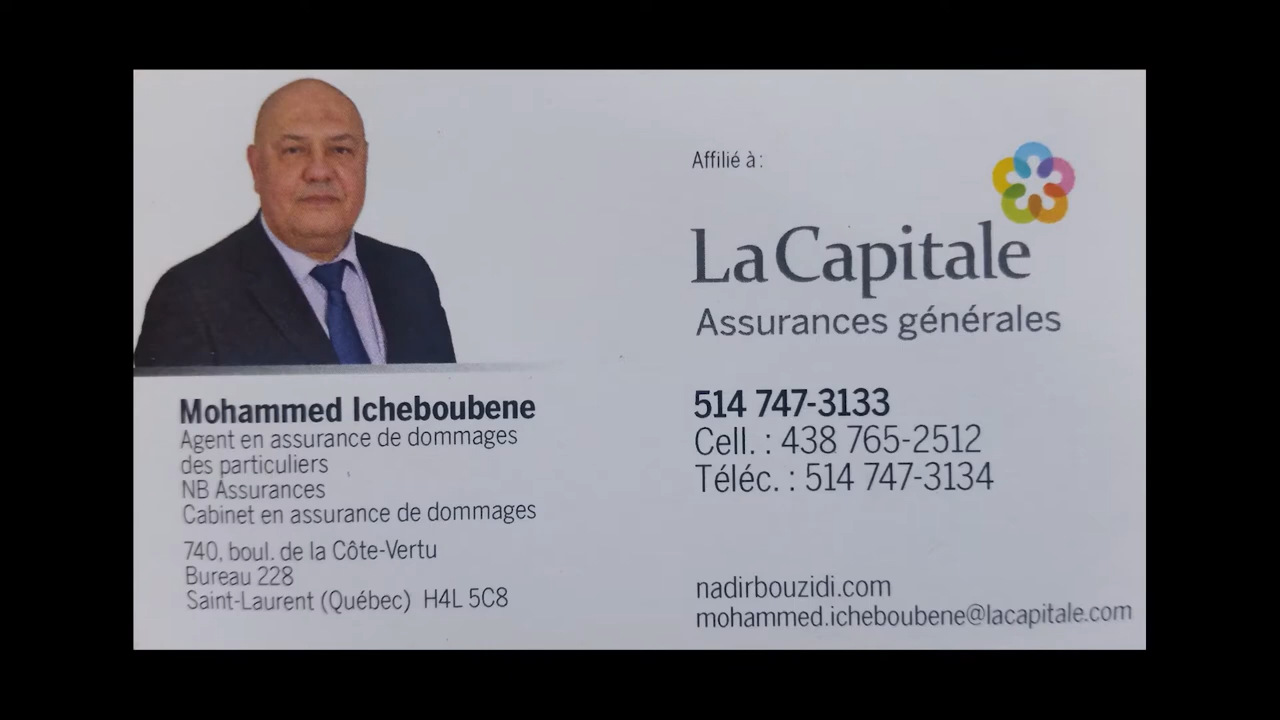 Affilié à :
La Capitale
Assurances générales
Mohammed Icheboubene
Agent en assurance de dommages
des particuliers
NB Assurances
Cabinet en assurance de dommages
740, boul. de la Côte-Vertu
Bureau 228
Saint-Laurent (Québec) H4L 5C8
514 747-3133
Cell. : 438 765-2512
Téléc. : 514 747-3134
nadirbouzidi.com
mohammed.icheboubene@lacapitale.com